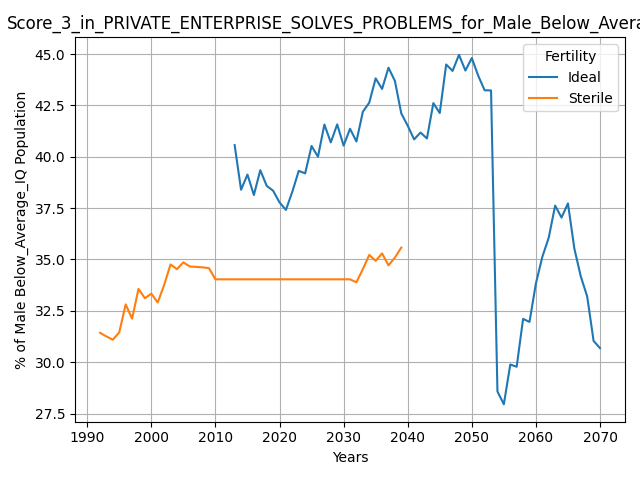 Score_3_in_PRIVATE_ENTERPRISE_SOLVES_PROBLEMS_for_Male_Below_Avera
45.0
42.5
40.0
37.5
35.0
32.5
30.0
27.5
% of Male Below_Average_IQ Population
Fertility
Ideal
Sterile
1990 2000 2010 2020 2030 2040 2050 2060 2070
Years